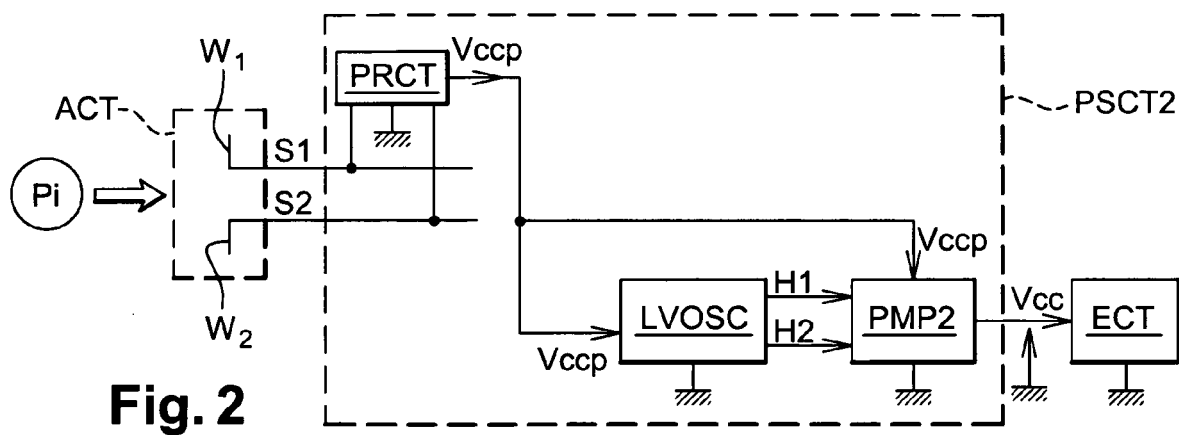 W1
PRCT
Vccp
ACT
PSCT2
S1
Pi
S2
Vccp
W2
LVOSC
H1
H2
PMP2
Vcc
ECT
Vccp
Fig. 2